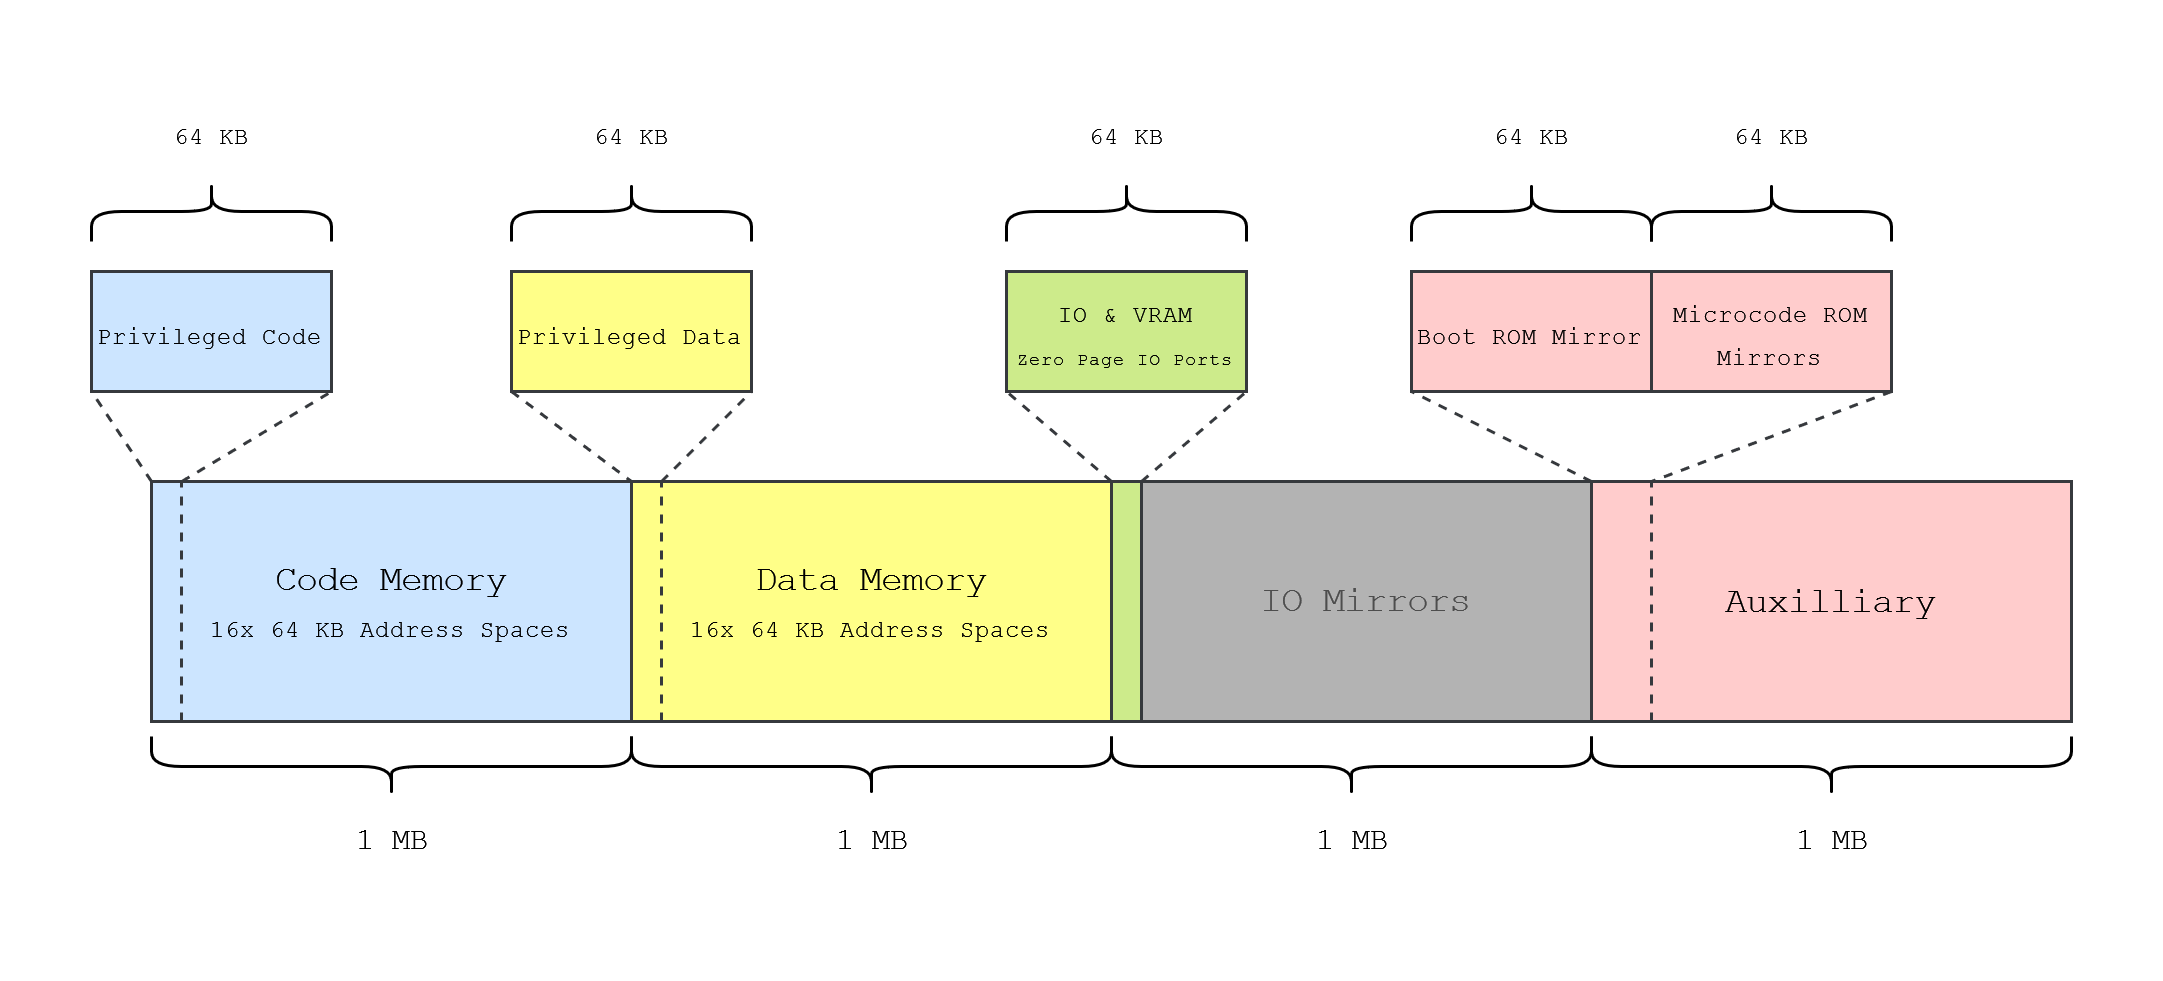 64 KB
64 KB
64 KB
64 KB
64 KB
Privileged Code
Privileged Data
IO & VRAM
Zero Page IO Ports
Boot ROM Mirror
Microcode ROM
Mirrors
Code Memory
16x 64 KB Address Spaces
Data Memory
16x 64 KB Address Spaces
IO Mirrors
Auxilliary
1 MB
1 MB
1 MB
1 MB